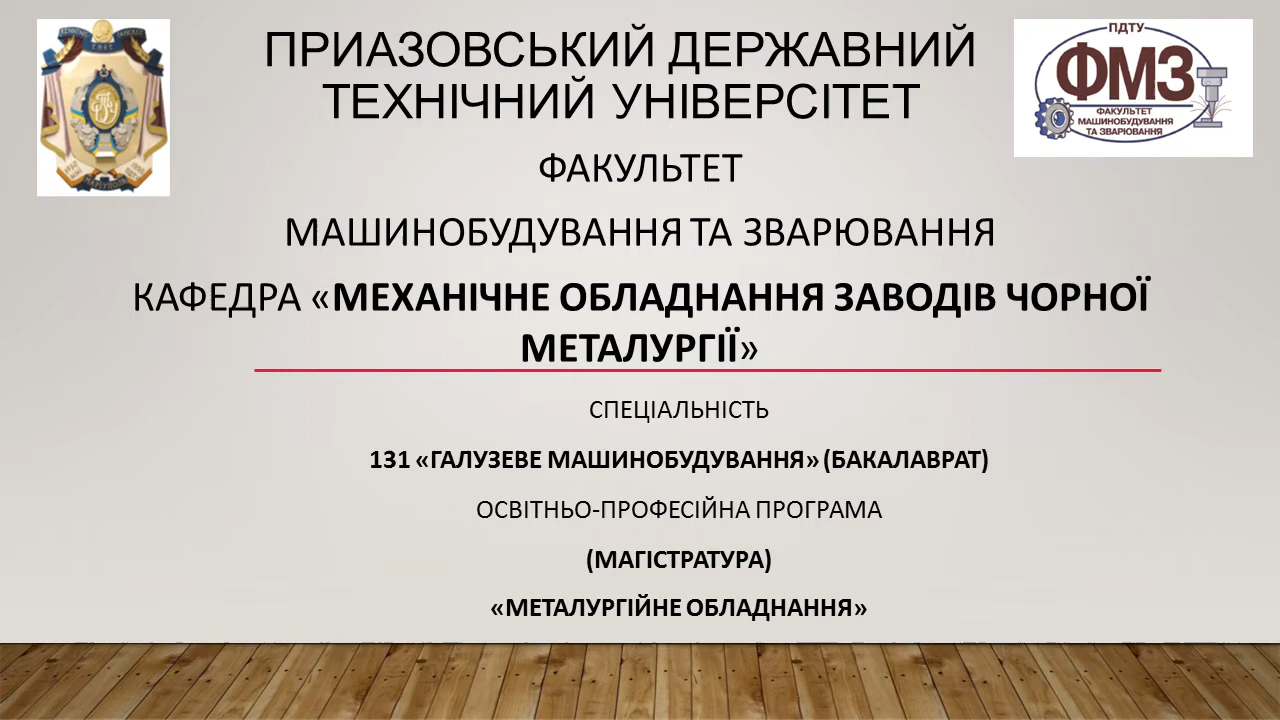 ПРИАЗОВСЬКИЙ ДЕРЖАВНИЙ
ТЕХНІЧНИЙ УНІВЕРСІТЕТ
ПДТУ
ФМЗ
ФАКУЛЬТЕТ
МАШИНОБУДУВАННЯ
ТА ЗВАРЮВАННЯ
ФАКУЛЬТЕТ
МАШИНОБУДУВАННЯ ТА ЗВАРЮВАННЯ
КАФЕДРА «МЕХАНІЧНЕ ОБЛАДНАННЯ ЗАВОДІВ ЧОРНОЇ
МЕТАЛУРГІЇ»
СПЕЦІАЛЬНІСТЬ
131 «ГАЛУЗЕВЕ МАШИНОБУДУВАННЯ» (БАКАЛАВРАТ)
ОСВІТНЬО-ПРОФЕСІЙНА ПРОГРАМА
(МАГІСТРАТУРА)
«МЕТАЛУРГІЙНЕ ОБЛАДНАННЯ»